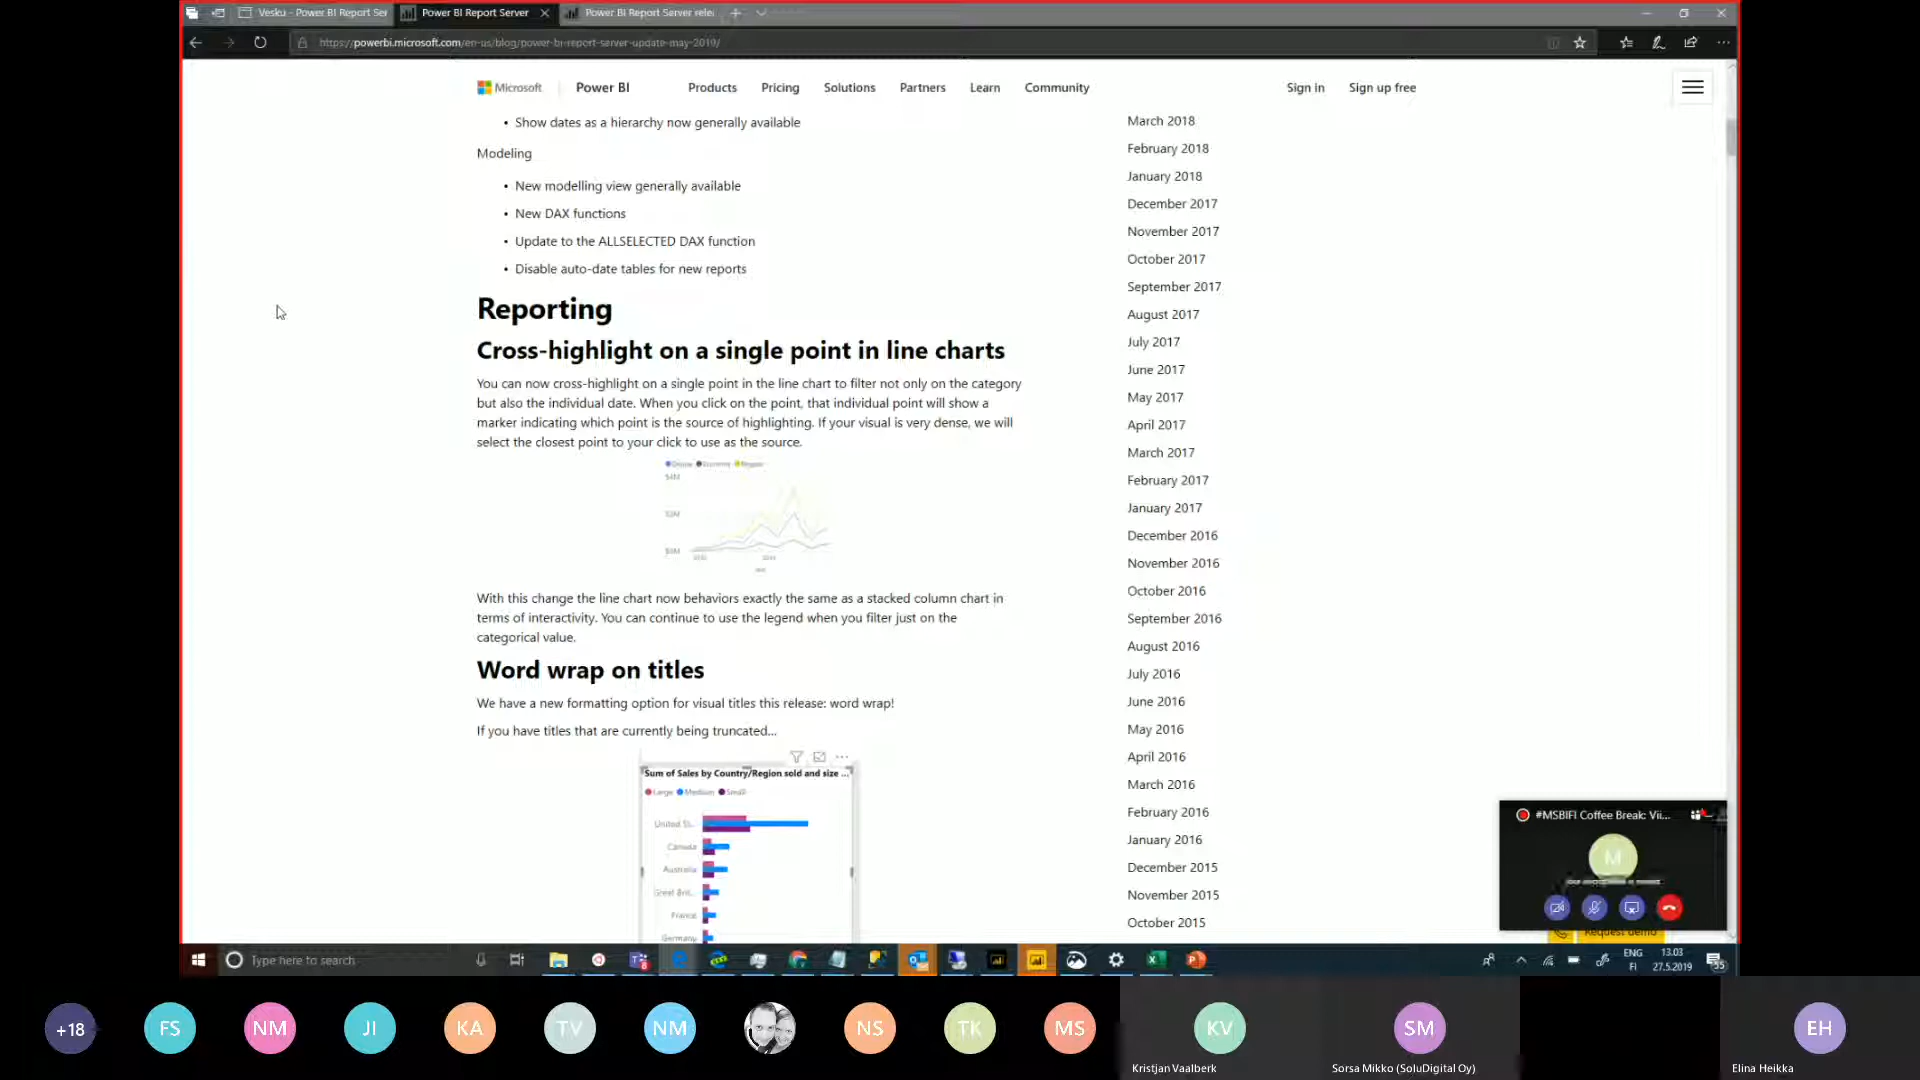 Vesku - Power BI Report Ser
Power BI Report Server
Power BI Report Server rele
https://powerbi.microsoft.com/en-us/blog/power-bi-report-server-update-may-2019/
Microsoft
Power BI
Products
Pricing
Solutions
Partners
Learn
Community
Sign in
Sign up free
• Show dates as a hierarchy now generally available
Modeling
• New modelling view generally available
• New DAX functions
• Update to the ALLSELECTED DAX function
• Disable auto-date tables for new reports
Reporting
Cross-highlight on a single point in line charts
You can now cross-highlight on a single point in the line chart to filter not only on the category
but also the individual date. When you click on the point, that individual point will show a
marker indicating which point is the source of highlighting. If your visual is very dense, we will
select the closest point to your click to use as the source.
With this change the line chart now behaviors exactly the same as a stacked column chart in
terms of interactivity. You can continue to use the legend when you filter just on the
categorical value.
Word wrap on titles
We have a new formatting option for visual titles this release: word wrap!
If you have titles that are currently being truncated...
Sum of Sales by Country/Region sold and size ...
Large Medium Small
United St...
Canada
Australia
Great Brit...
France
Germany
March 2018
February 2018
January 2018
December 2017
November 2017
October 2017
September 2017
August 2017
July 2017
June 2017
May 2017
April 2017
March 2017
February 2017
January 2017
December 2016
November 2016
October 2016
September 2016
August 2016
July 2016
June 2016
May 2016
April 2016
March 2016
February 2016
January 2016
December 2015
November 2015
October 2015
#MSBIFI Coffee Break: Vii...
M
Request demo
Type here to search
ENG
FI
13.03
27.5.2019
55
+18
FS
NM
JI
KA
TV
NM
NS
TK
MS
KV
SM
EH
Kristjan Vaalberk
Sorsa Mikko (SoluDigital Oy)
Elina Heikka